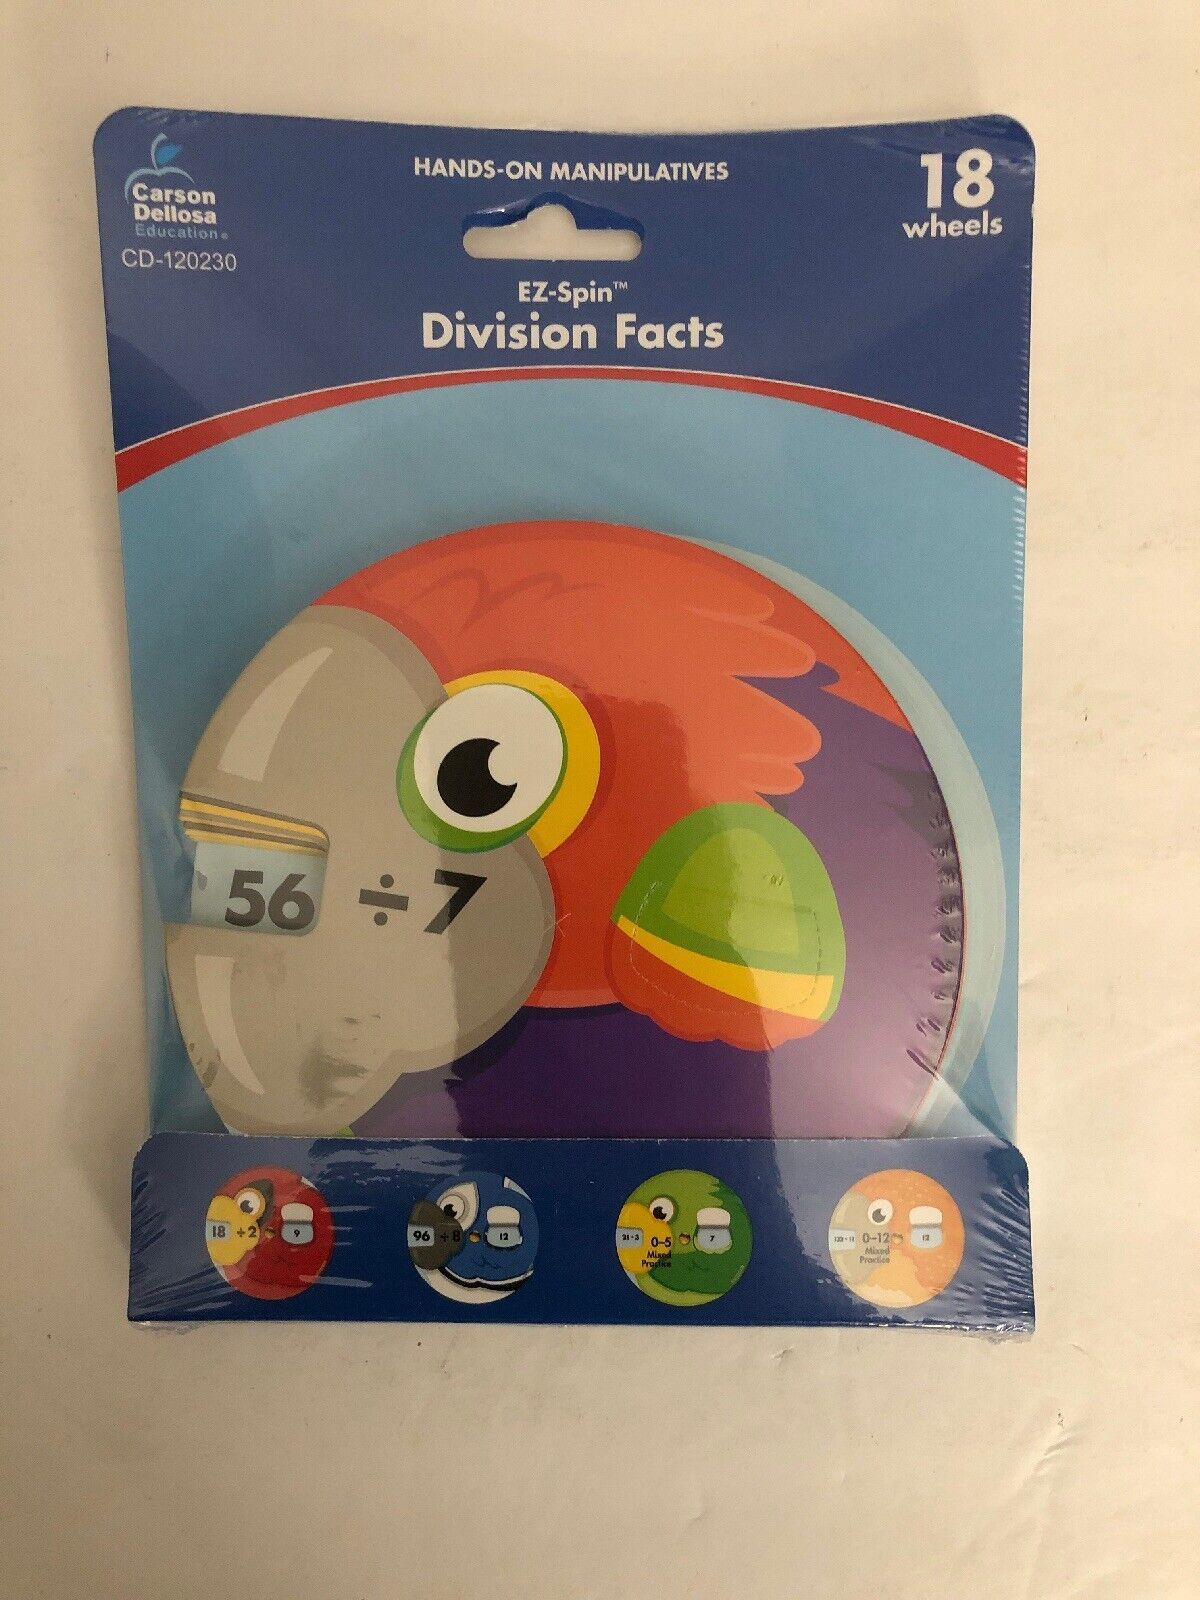 Carson
Dellosa
Education®
CD-120230
HANDS-ON MANIPULATIVES
18
wheels
EZ-Spin™
Division Facts
56 ÷ 7
18 ÷ 2
9
96 ÷ 8
12
0–5
Mixed
Practice
7
0–12
Mixed
Practice
12